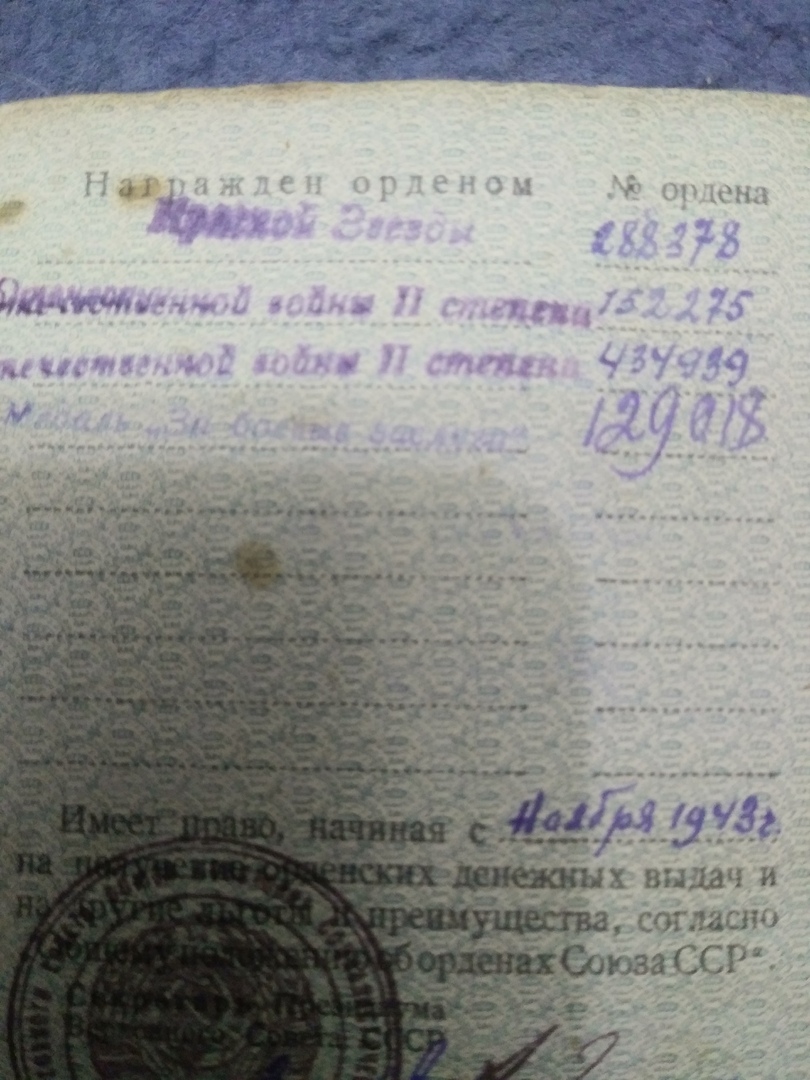 Награжден орденом № ордена
Красной Звезды 288378
Отечественной войны II степени 152275
течественной войны II степени 434939
Медаль „За боевые заслуги“ 129018
Имеет право, начиная с Ноября 1943г.
на получение орденских денежных выдач и
на другие льготы и преимущества, согласно
общему положению об орденах Союза ССР“.
Секретарь Президиума
Верховного Совета СССР